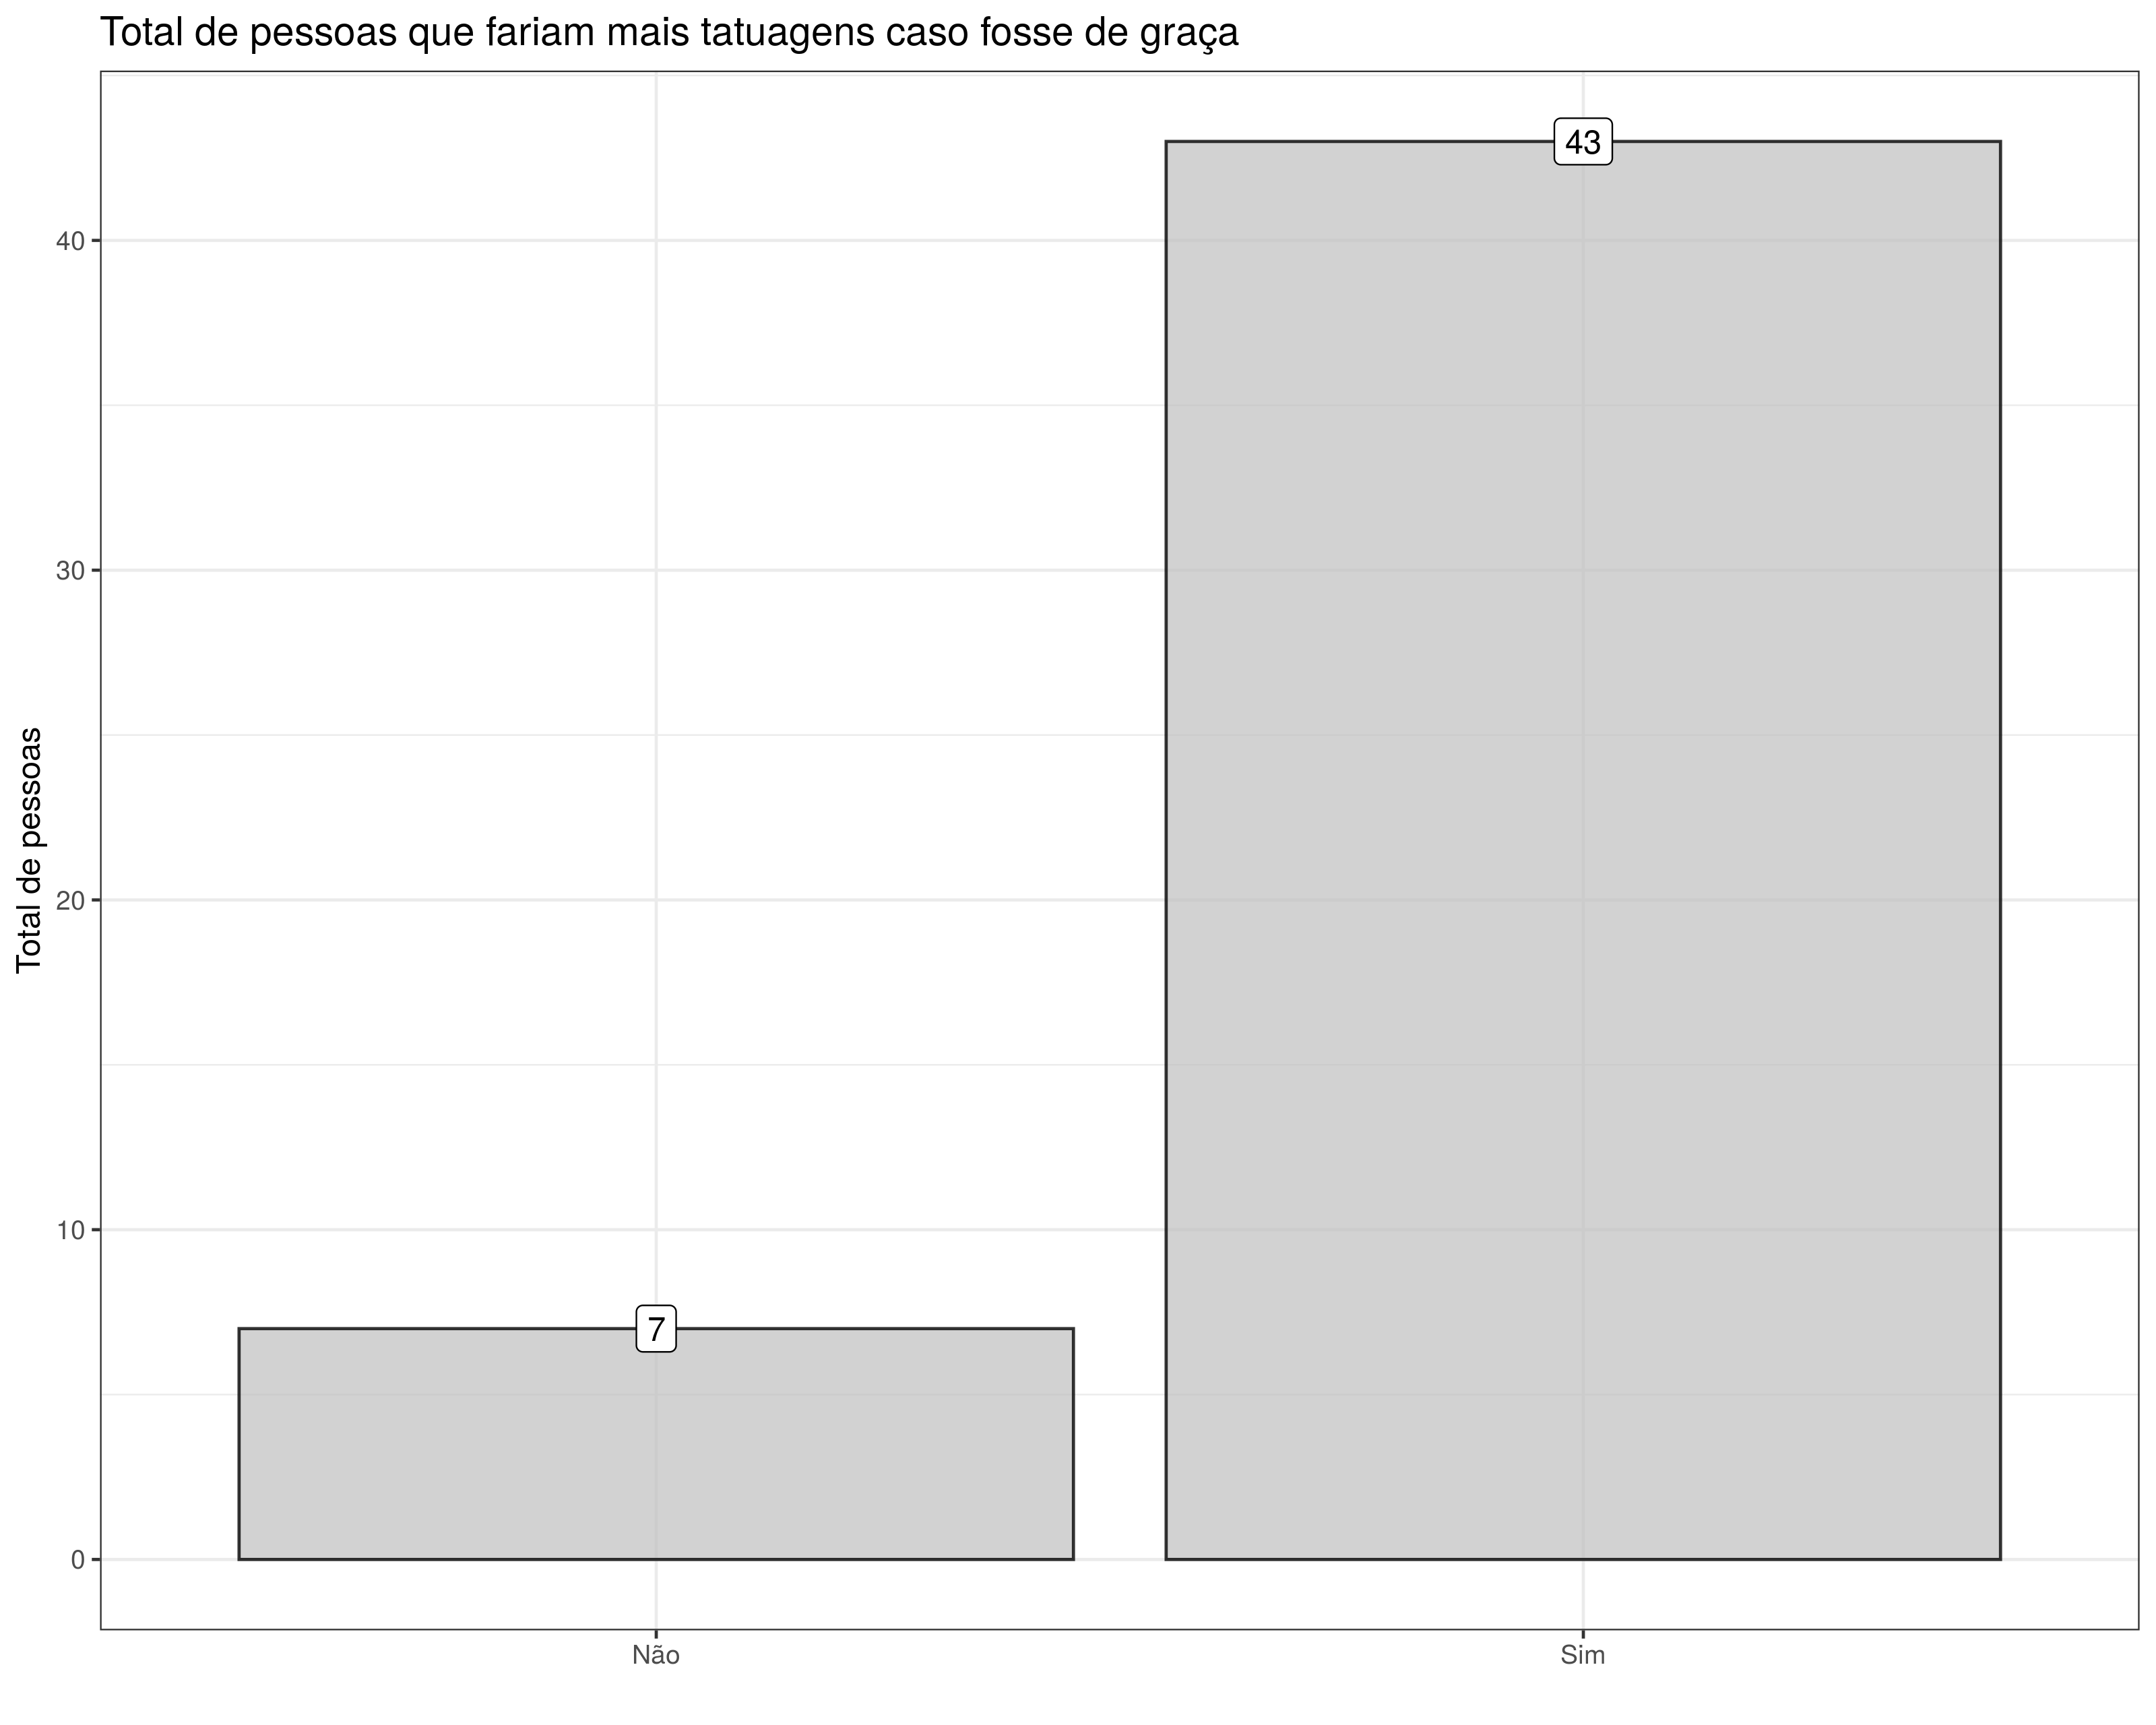 Total de pessoas que fariam mais tatuagens caso fosse de graça
Total de pessoas
40
30
20
10
0
43
7
Não
Sim